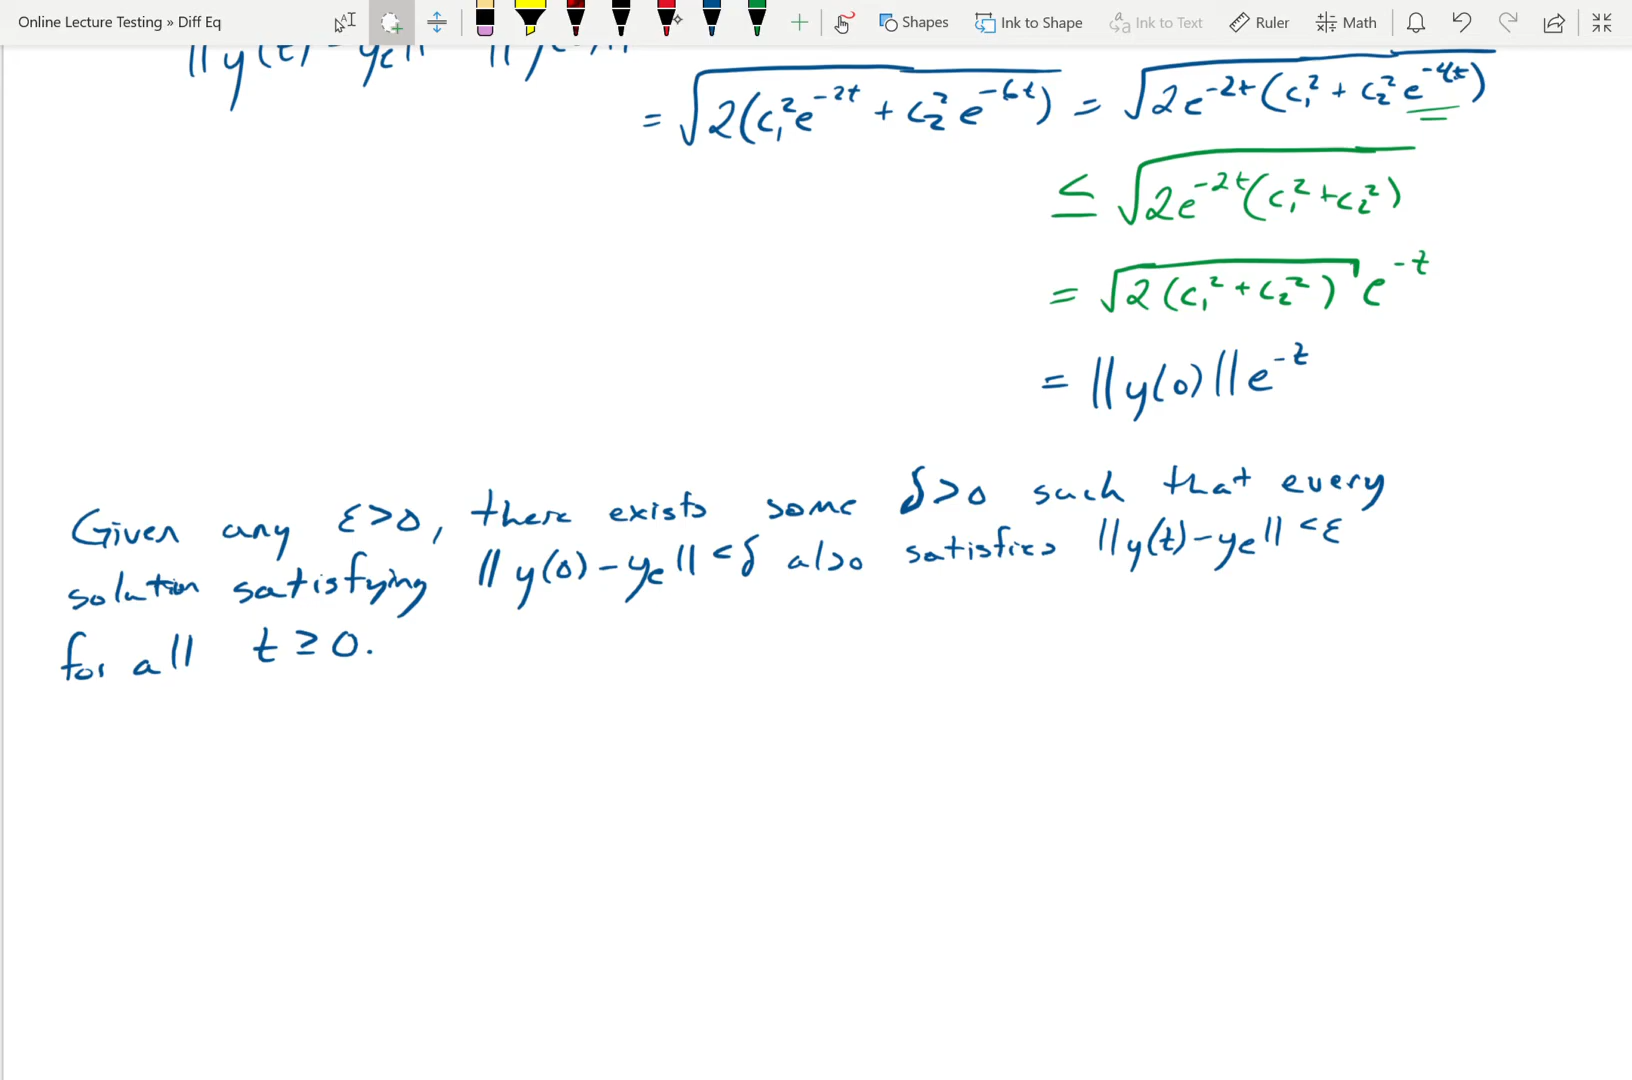 Online Lecture Testing » Diff Eq Shapes Ink to Shape Ink to Text Ruler Math
||y(t) - ye||
= √2(c₁²e^-2t + c₂²e^-6t) = √2e^-2t(c₁² + c₂²e^-4t)
≤ √2e^-2t(c₁² + c₂²)
= √2(c₁² + c₂²) e^-t
= ||y(0)||e^-t
Given any ε>0, there exists some δ>0 such that every
solution satisfying ||y(0)-ye||<δ also satisfies ||y(t)-ye||<ε
for all t≥0.